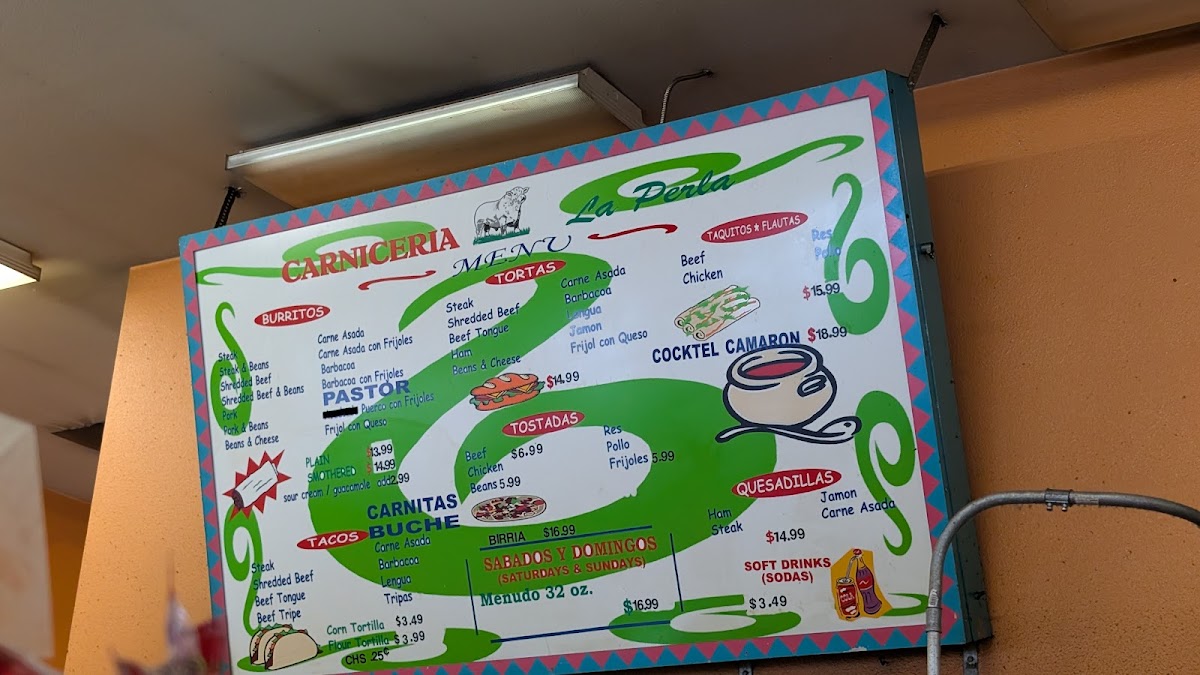 CARNICERIA La Perla
MENU
BURRITOS
Steak
Steak & Beans
Shredded Beef
Shredded Beef & Beans
Pork
Pork & Beans
Beans & Cheese
Carne Asada
Carne Asada con Frijoles
Barbacoa
Barbacoa con Frijoles
PASTOR
Puerco con Frijoles
Frijol con Queso
PLAIN $13.99
SMOTHERED $14.99
sour cream / guacamole add 2.99
TORTAS
Steak
Shredded Beef
Beef Tongue
Ham
Beans & Cheese
Carne Asada
Barbacoa
Lengua
Jamon
Frijol con Queso
$14.99
TAQUITOS * FLAUTAS
Beef
Chicken
Res
Pollo
$15.99
COCKTEL CAMARON $18.99
CARNITAS
BUCHE
TACOS
Steak
Shredded Beef
Beef Tongue
Beef Tripe
Carne Asada
Barbacoa
Lengua
Tripas
Corn Tortilla $3.49
Flour Tortilla $3.99
CHS .25¢
TOSTADAS
Beef $6.99
Chicken
Beans 5.99
Res
Pollo
Frijoles 5.99
BIRRIA $16.99
SABADOS Y DOMINGOS
(SATURDAYS & SUNDAYS)
Menudo 32 oz.
$16.99
QUESADILLAS
Ham
Steak
Jamon
Carne Asada
$14.99
SOFT DRINKS
(SODAS)
$3.49
COLA